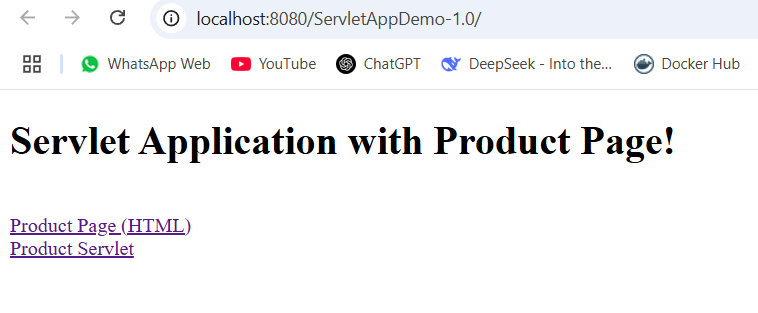 localhost:8080/ServletAppDemo-1.0/
WhatsApp Web YouTube ChatGPT DeepSeek - Into the... Docker Hub
Servlet Application with Product Page!
Product Page (HTML)
Product Servlet